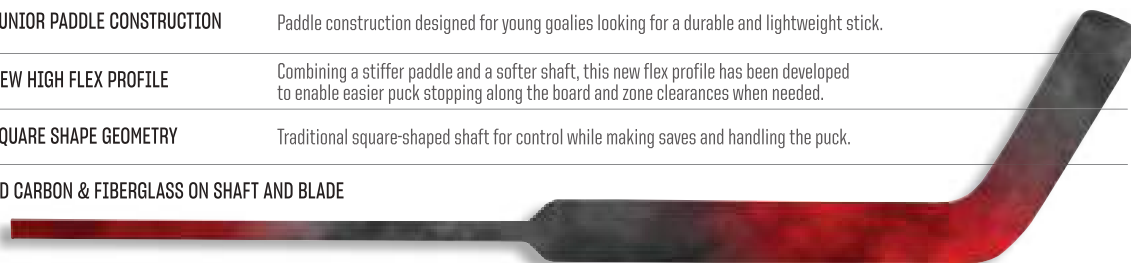 UNIOR PADDLE CONSTRUCTION
Paddle construction designed for young goalies looking for a durable and lightweight stick.
EW HIGH FLEX PROFILE
Combining a stiffer paddle and a softer shaft, this new flex profile has been developed
to enable easier puck stopping along the board and zone clearances when needed.
QUARE SHAPE GEOMETRY
Traditional square-shaped shaft for control while making saves and handling the puck.
D CARBON & FIBERGLASS ON SHAFT AND BLADE